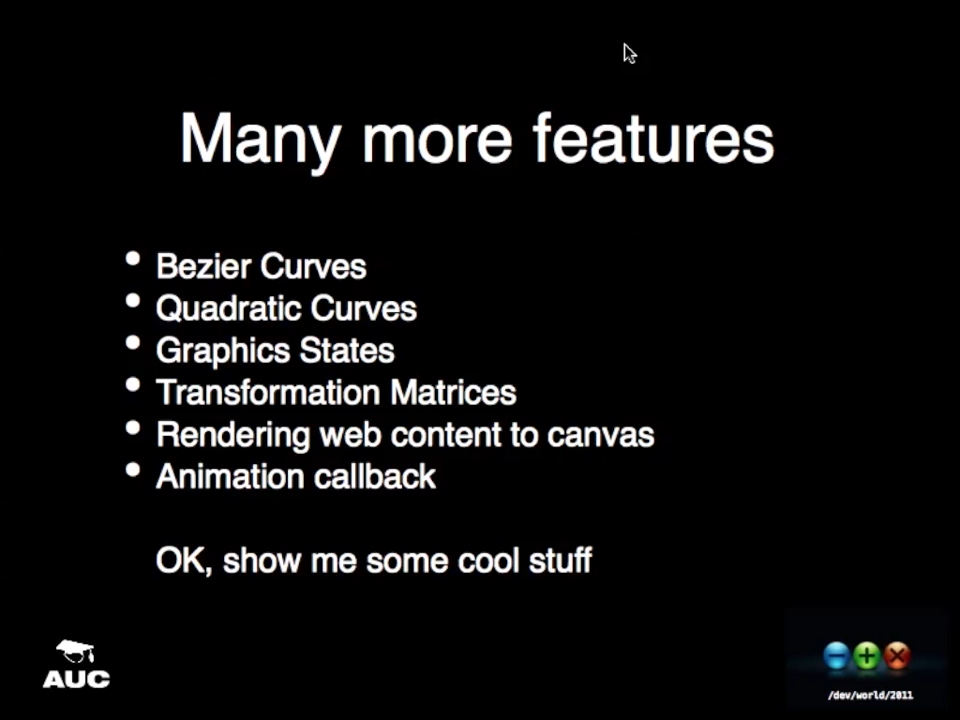 Many more features
• Bezier Curves
• Quadratic Curves
• Graphics States
• Transformation Matrices
• Rendering web content to canvas
• Animation callback
OK, show me some cool stuff
AUC
/dev/world/2011